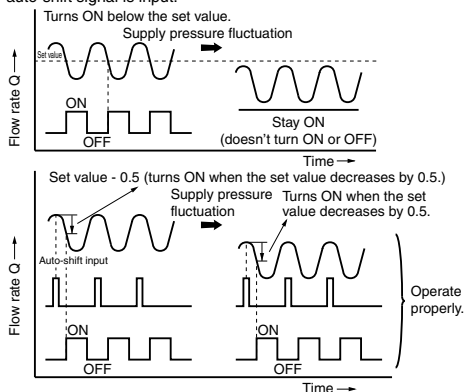 auto-shift signal is input.
Turns ON below the set value.
Supply pressure fluctuation
Set value
Flow rate Q
ON
OFF
Stay ON
(doesn't turn ON or OFF)
Time
Set value - 0.5 (turns ON when the set value decreases by 0.5.)
Supply pressure
fluctuation
Turns ON when the set
value decreases by 0.5.
Auto-shift input
Flow rate Q
ON
OFF
ON
OFF
Operate
properly.
Time